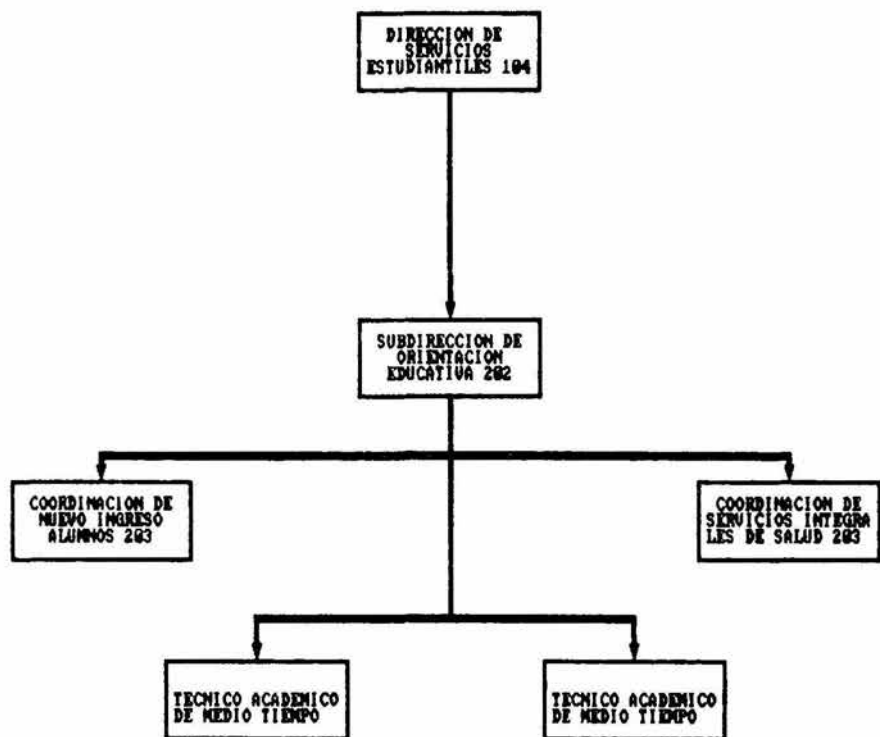 DIRECCION DE
SERVICIOS
ESTUDIANTILES 104
SUBDIRECCION DE
ORIENTACION
EDUCATIVA 202
COORDINACION DE
NUEVO INGRESO
ALUMNOS 203
COORDINACION DE
SERVICIOS INTEGRA
LES DE SALUD 203
TECNICO ACADEMICO
DE MEDIO TIEMPO
TECNICO ACADEMICO
DE MEDIO TIEMPO